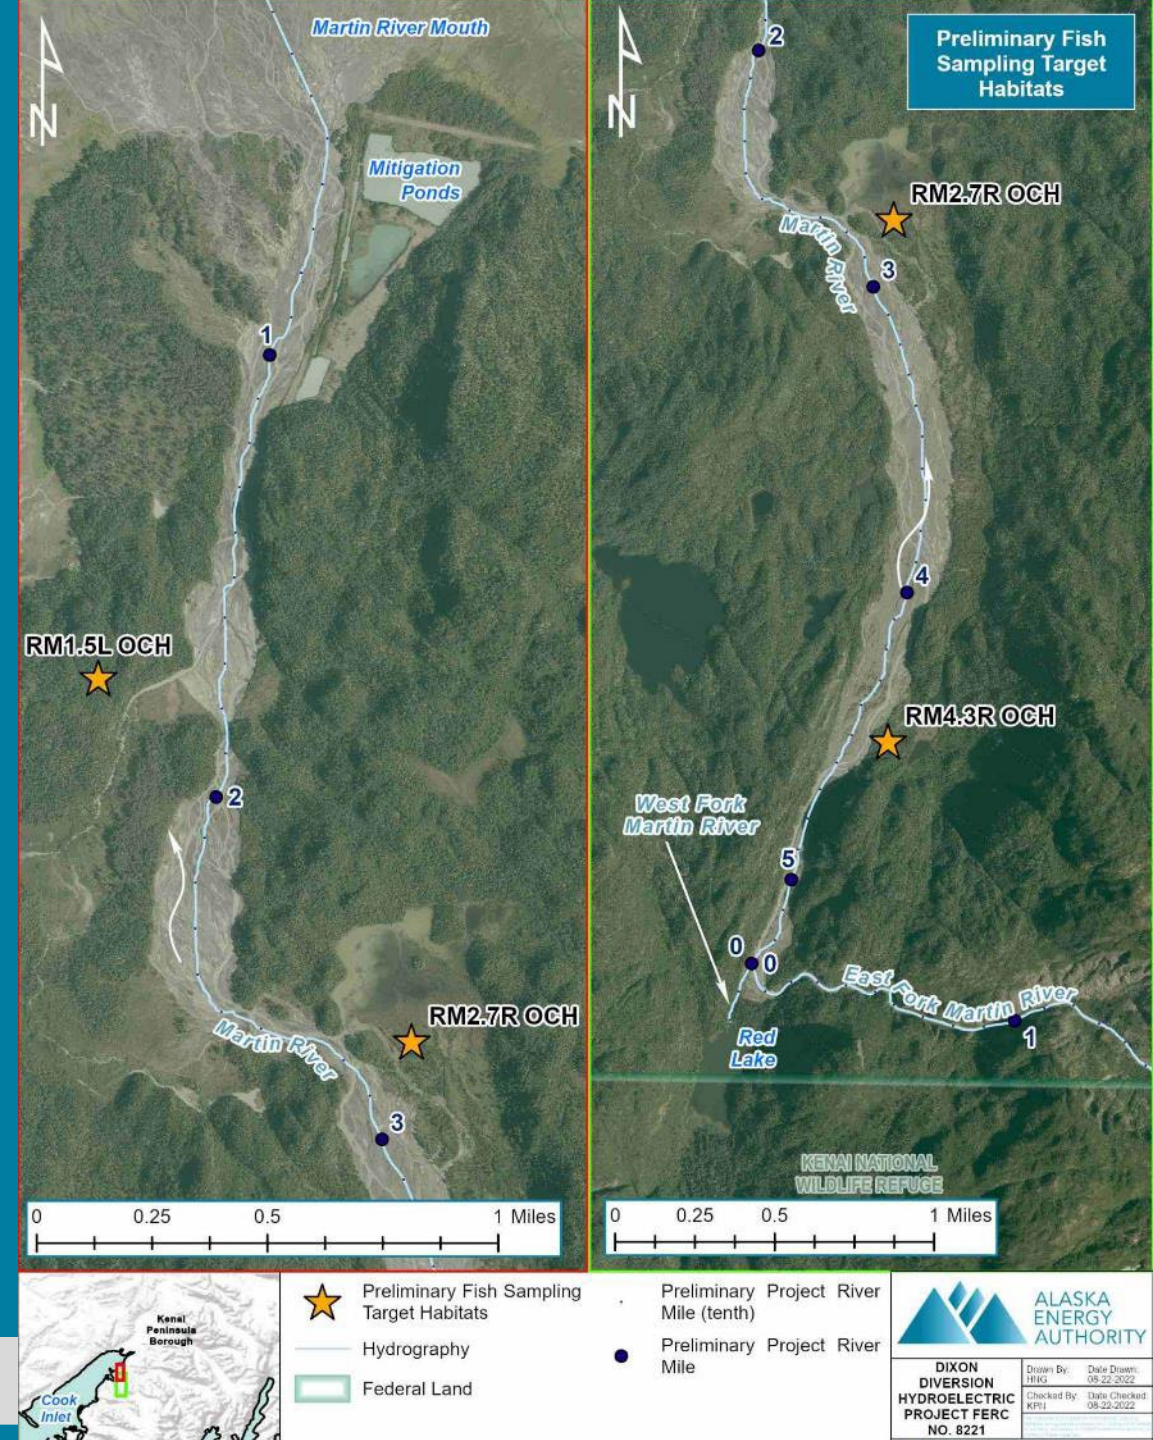 Martin River Mouth
N
Mitigation
Ponds
1
RM1.5L OCH
2
RM2.7R OCH
Martin River
3
0 0.25 0.5 1 Miles
Preliminary Fish
Sampling Target
Habitats
N
2
RM2.7R OCH
Martin River
3
4
RM4.3R OCH
West Fork
Martin River
5
0
0
East Fork Martin River
1
Red
Lake
KENAI NATIONAL
WILDLIFE REFUGE
0 0.25 0.5 1 Miles
Kenai
Peninsula
Borough
Cook
Inlet
Preliminary Fish Sampling
Target Habitats
Hydrography
Federal Land
Preliminary Project River
Mile (tenth)
Preliminary Project River
Mile
ALASKA
ENERGY
AUTHORITY
DIXON
DIVERSION
HYDROELECTRIC
PROJECT FERC
NO. 8221
Drawn By:
HNG
Date Drawn:
08-22-2022
Checked By:
Date Checked:
08-22-2022